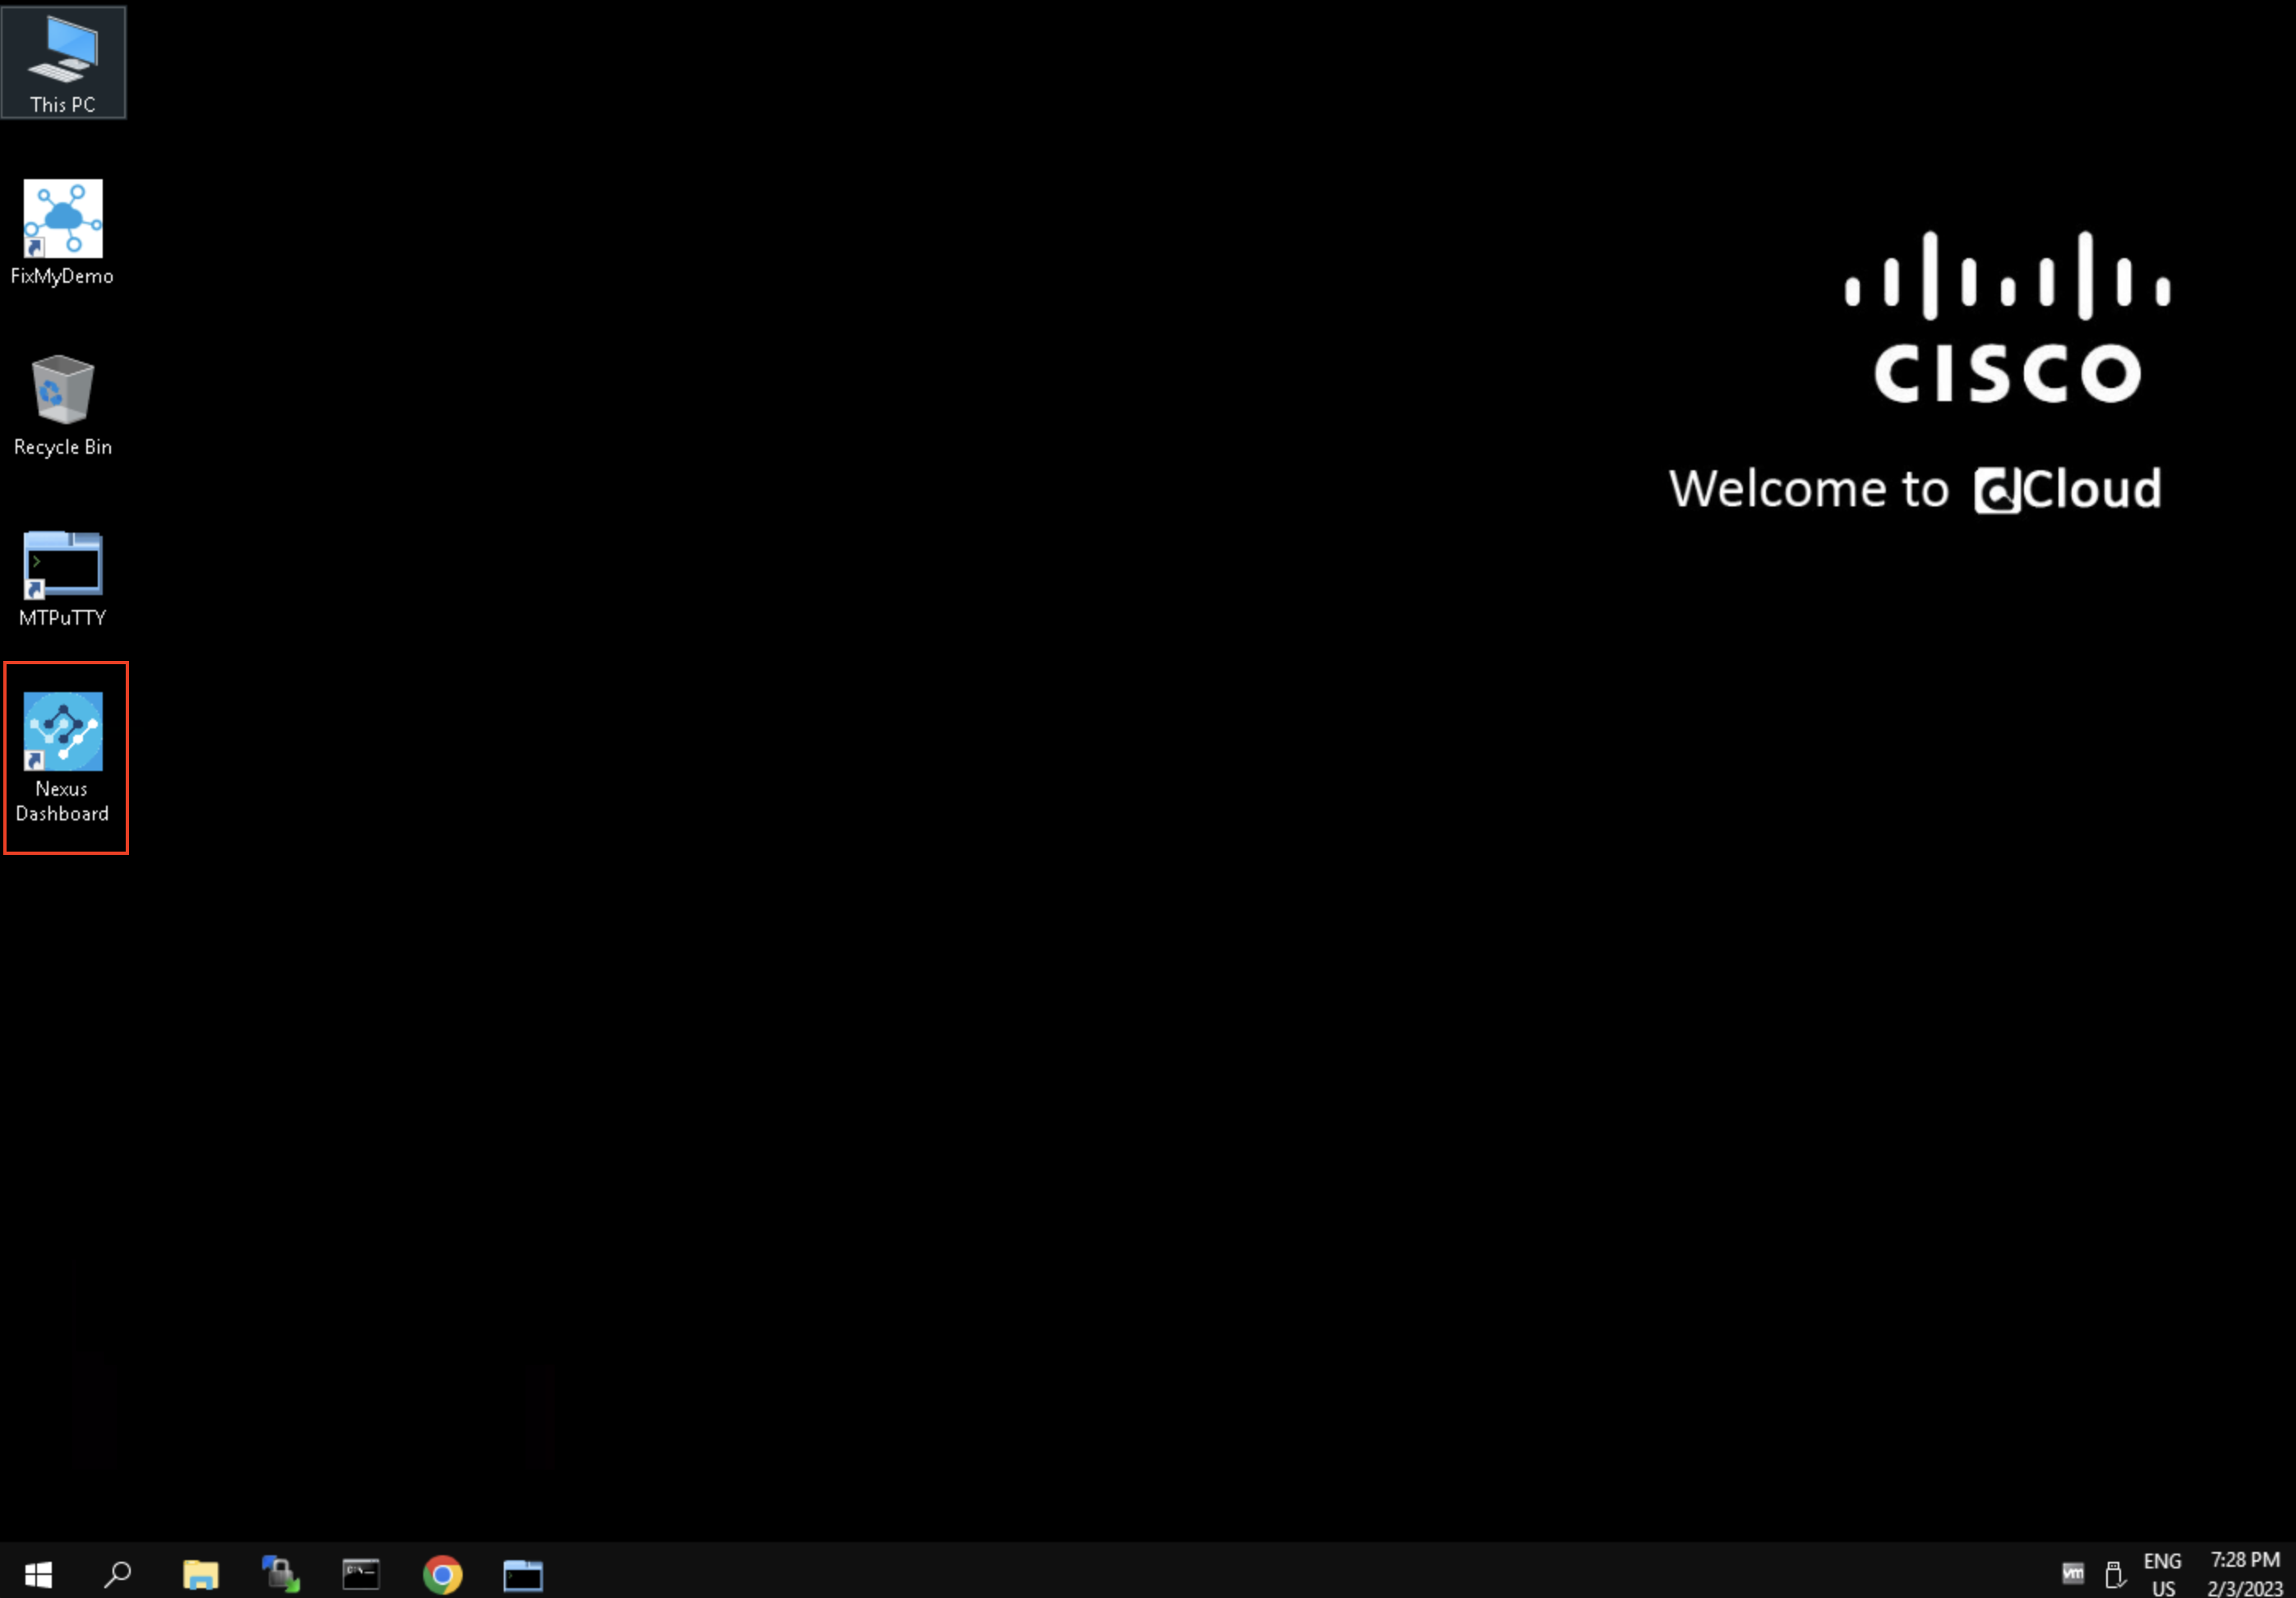 This PC
FixMyDemo
Recycle Bin
MTPuTTY
Nexus
Dashboard
CISCO
Welcome to dCloud
vm
ENG
US
7:28 PM
2/3/2023